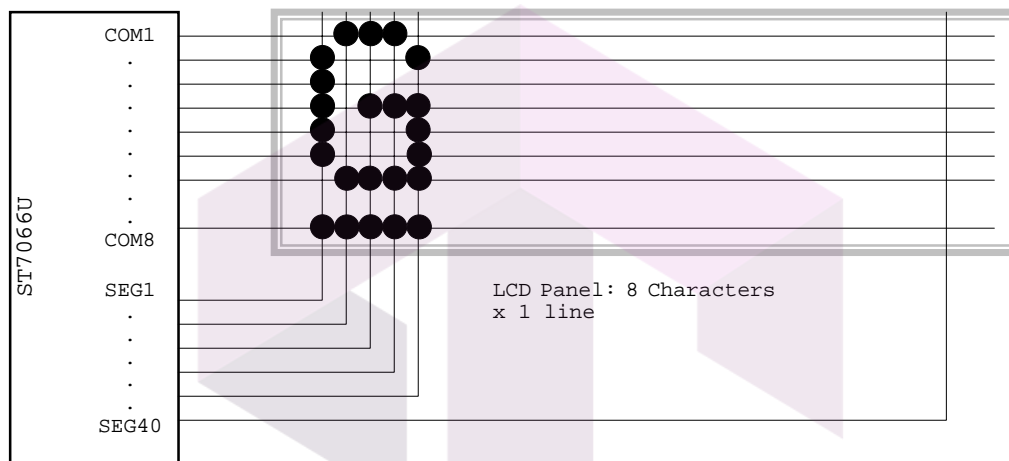 COM1
.
.
.
.
.
.
.
COM8
ST7066U
SEG1
.
.
.
.
.
SEG40
LCD Panel: 8 Characters
x 1 line